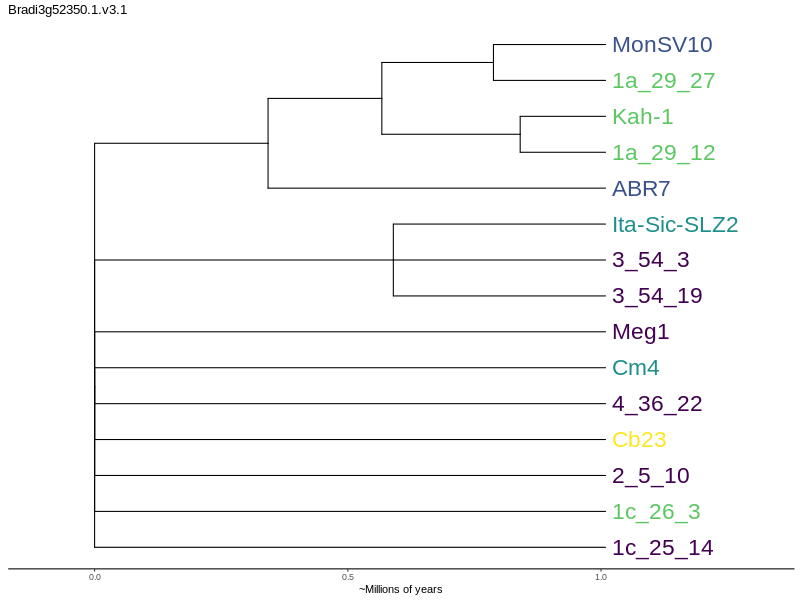 Bradi3g52350.1.v3.1
MonSV10
1a_29_27
Kah-1
1a_29_12
ABR7
Ita-Sic-SLZ2
3_54_3
3_54_19
Meg1
Cm4
4_36_22
Cb23
2_5_10
1c_26_3
1c_25_14
0.0 0.5 1.0
~Millions of years